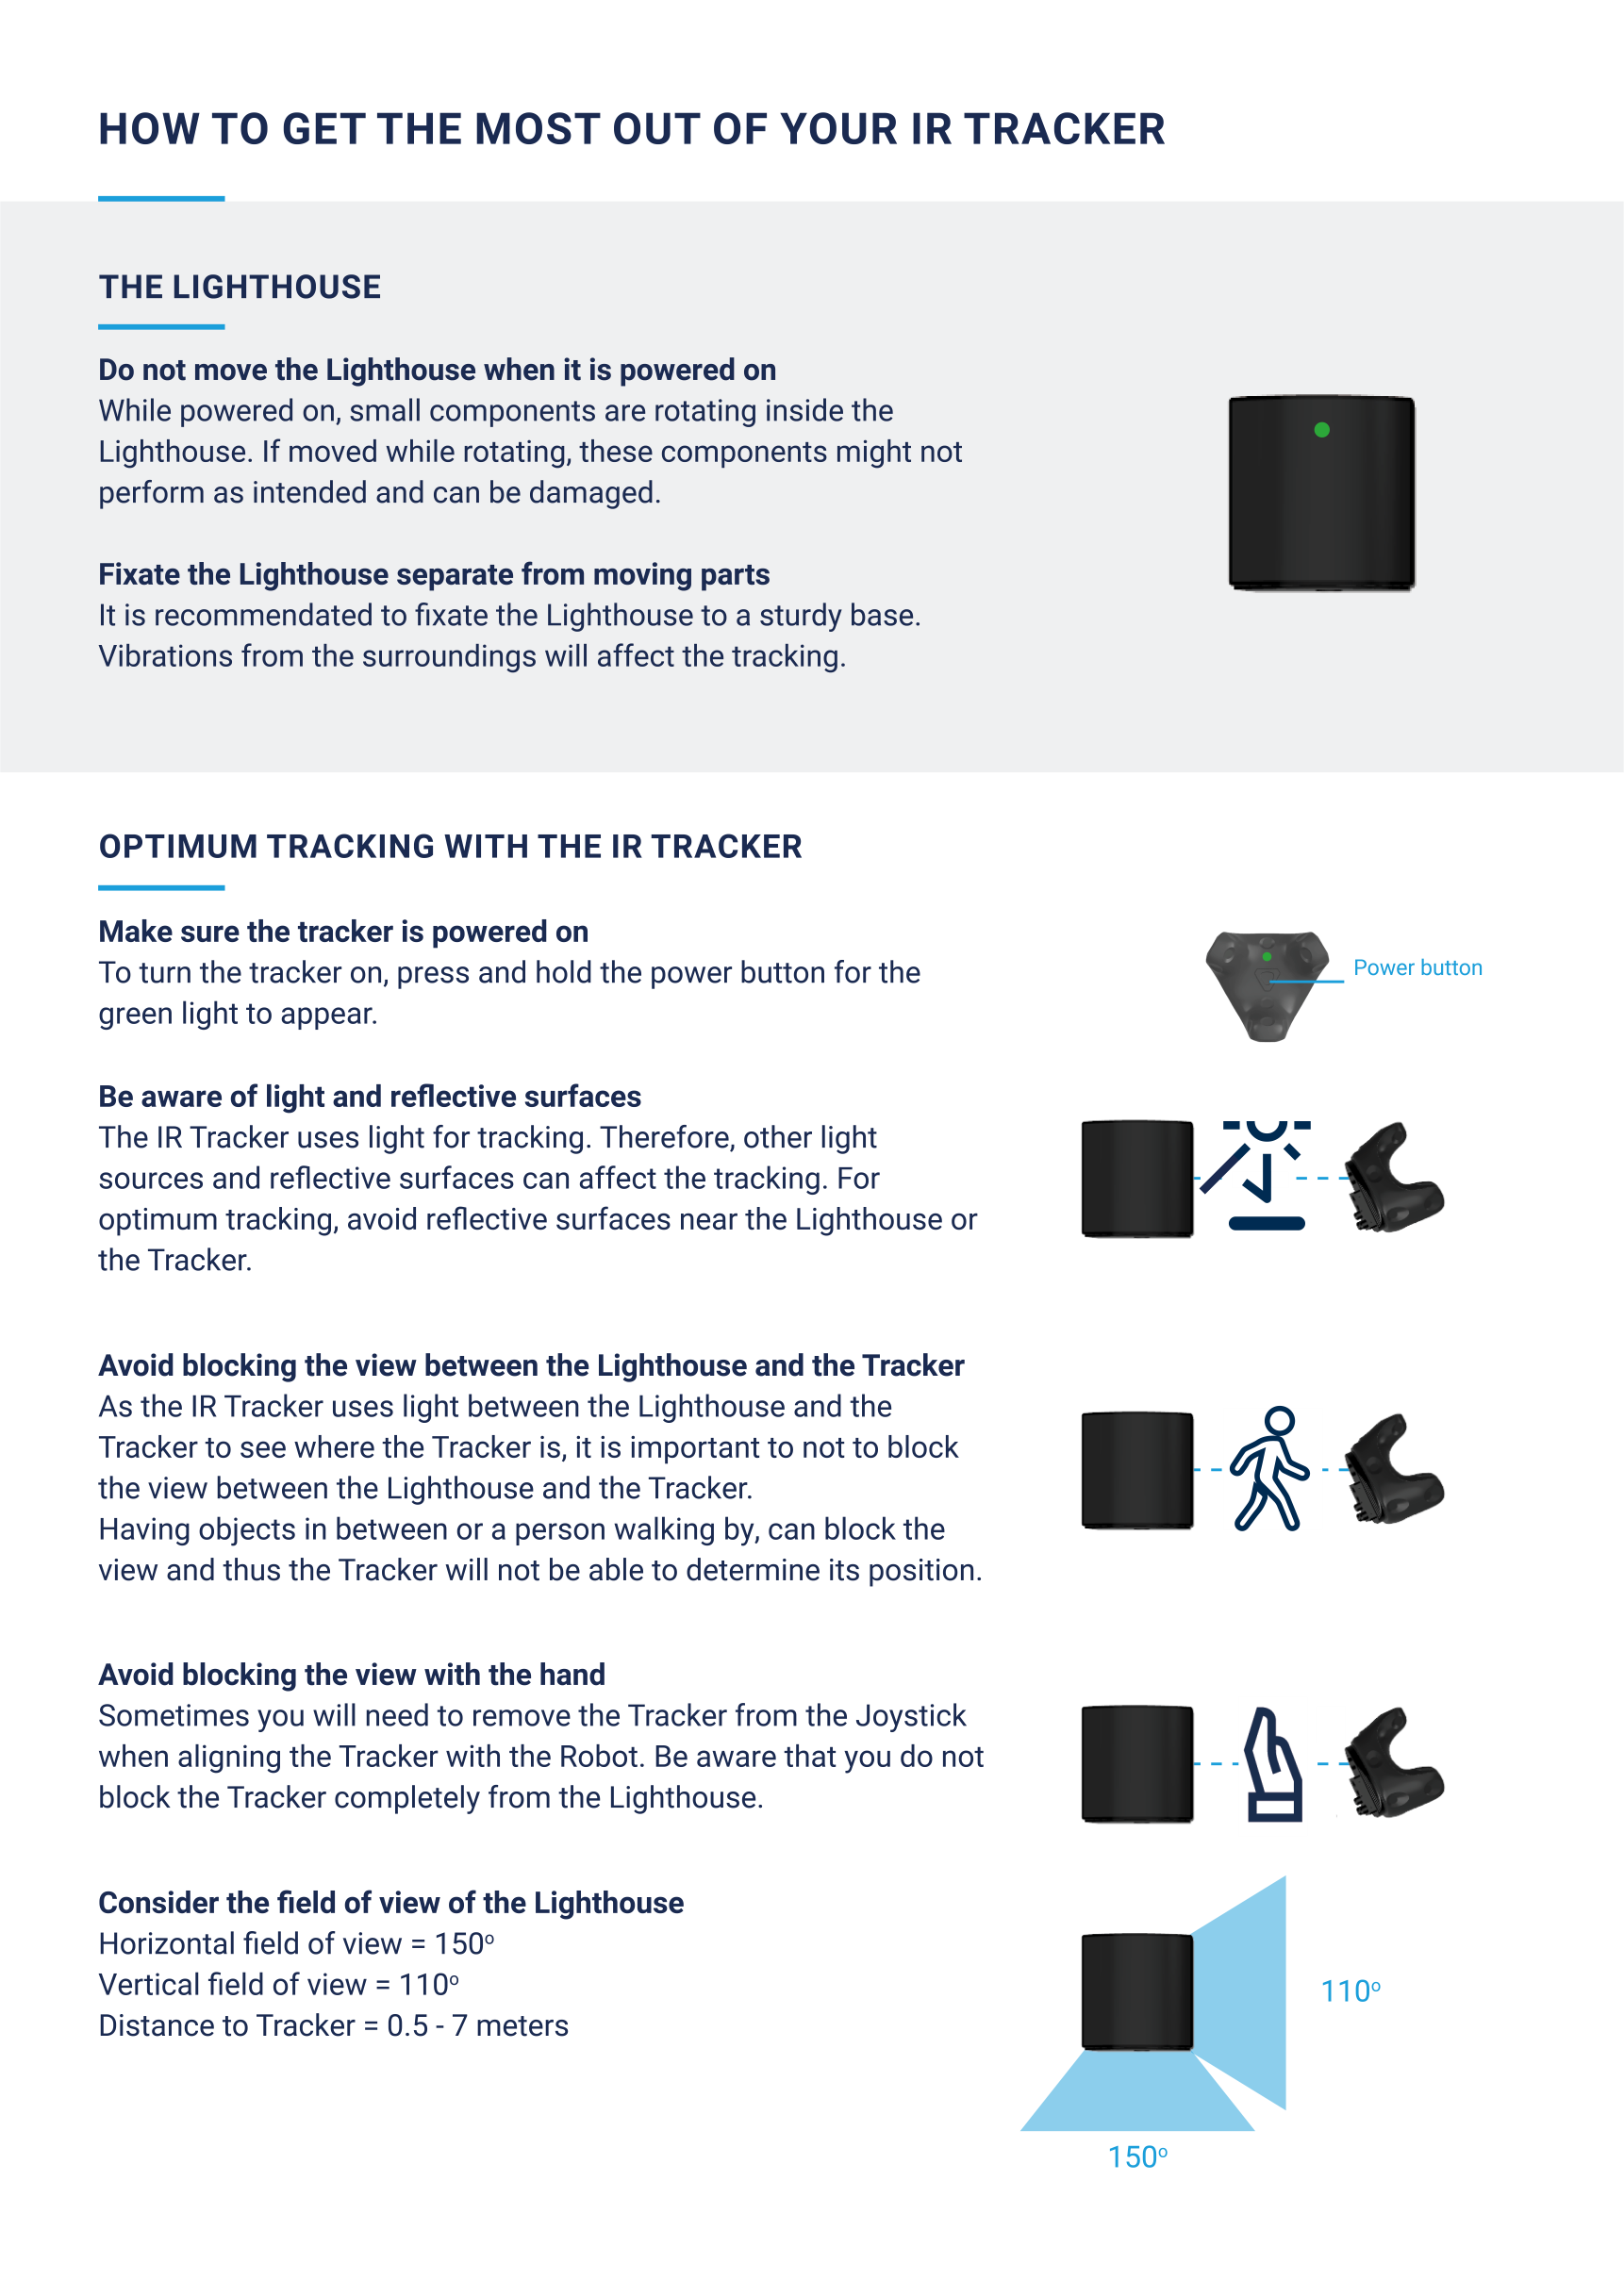 HOW TO GET THE MOST OUT OF YOUR IR TRACKER
THE LIGHTHOUSE
Do not move the Lighthouse when it is powered on
While powered on, small components are rotating inside the
Lighthouse. If moved while rotating, these components might not
perform as intended and can be damaged.
Fixate the Lighthouse separate from moving parts
It is recommendated to fixate the Lighthouse to a sturdy base.
Vibrations from the surroundings will affect the tracking.
OPTIMUM TRACKING WITH THE IR TRACKER
Make sure the tracker is powered on
To turn the tracker on, press and hold the power button for the
green light to appear.
Power button
Be aware of light and reflective surfaces
The IR Tracker uses light for tracking. Therefore, other light
sources and reflective surfaces can affect the tracking. For
optimum tracking, avoid reflective surfaces near the Lighthouse or
the Tracker.
Avoid blocking the view between the Lighthouse and the Tracker
As the IR Tracker uses light between the Lighthouse and the
Tracker to see where the Tracker is, it is important to not to block
the view between the Lighthouse and the Tracker.
Having objects in between or a person walking by, can block the
view and thus the Tracker will not be able to determine its position.
Avoid blocking the view with the hand
Sometimes you will need to remove the Tracker from the Joystick
when aligning the Tracker with the Robot. Be aware that you do not
block the Tracker completely from the Lighthouse.
Consider the field of view of the Lighthouse
Horizontal field of view = 150º
Vertical field of view = 110º
Distance to Tracker = 0.5 - 7 meters
110º
150º